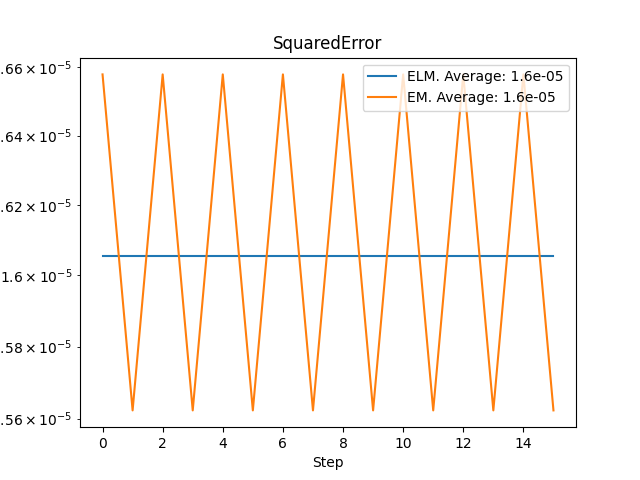 SquaredError
ELM. Average: 1.6e-05
EM. Average: 1.6e-05
.66 × 10⁻⁵
.64 × 10⁻⁵
.62 × 10⁻⁵
1.6 × 10⁻⁵
.58 × 10⁻⁵
.56 × 10⁻⁵
0 2 4 6 8 10 12 14
Step